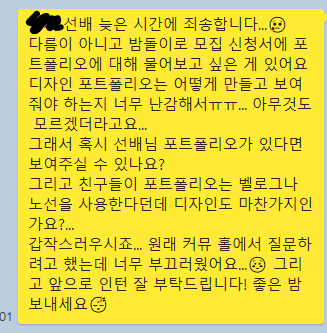 선배 늦은 시간에 죄송합니다...😢
다름이 아니고 밤돌이로 모집 신청서에 포
트폴리오에 대해 물어보고 싶은 게 있어요
디자인 포트폴리오는 어떻게 만들고 보여
줘야 하는지 너무 난감해서ㅠㅠ... 아무것도
모르겠더라고요...
그래서 혹시 선배님 포트폴리오가 있다면
보여주실 수 있나요?
그리고 친구들이 포트폴리오는 벨로그나
노션을 사용한다던데 디자인도 마찬가지인
가요?...
갑작스러우시죠... 원래 커뮤 홀에서 질문하
려고 했는데 너무 부끄러웠어요...😥 그리
고 앞으로 인턴 잘 부탁드립니다! 좋은 밤
보내세요😴
01